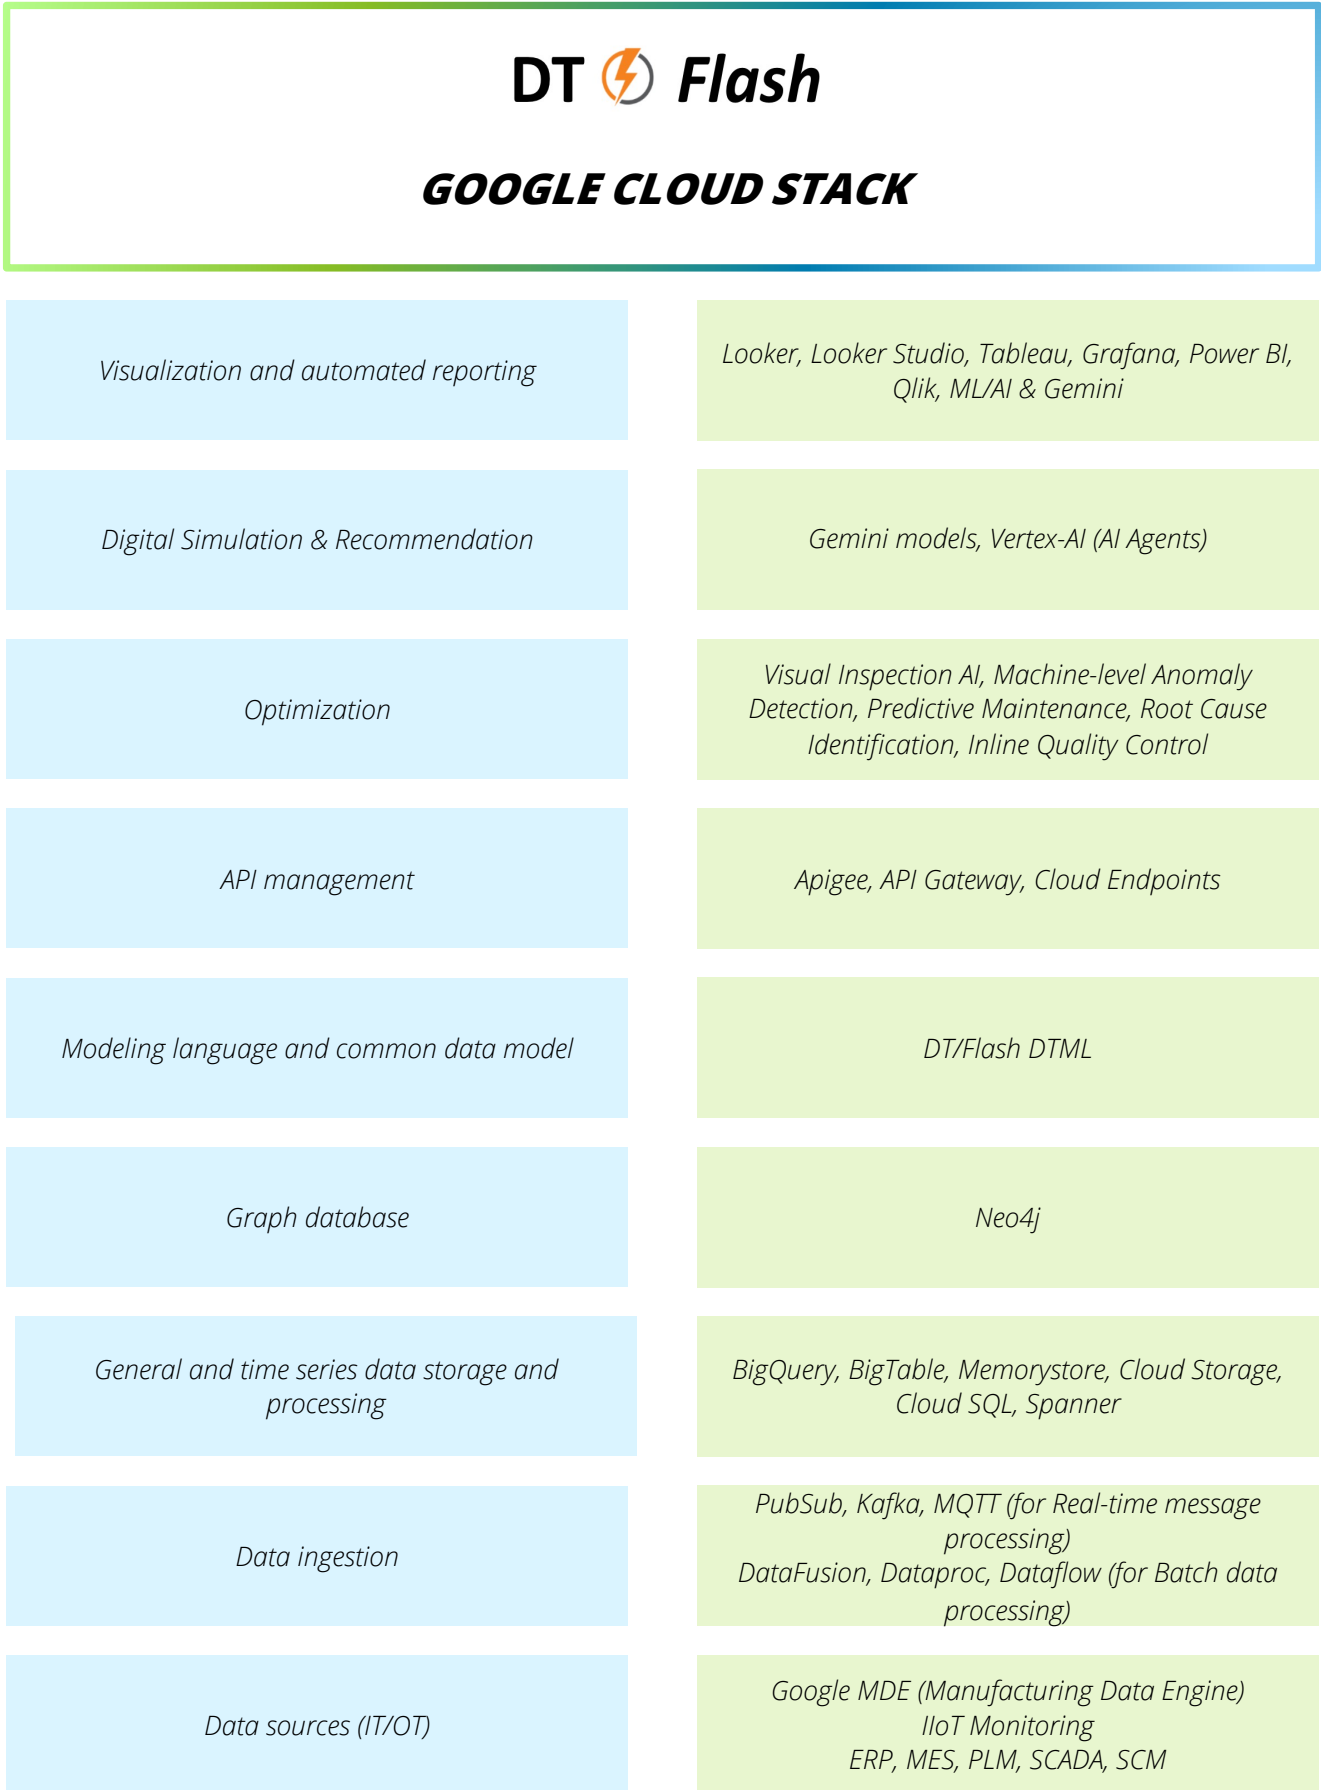 DT Flash
GOOGLE CLOUD STACK
Visualization and automated reporting
Looker, Looker Studio, Tableau, Grafana, Power BI,
Qlik, ML/AI & Gemini
Digital Simulation & Recommendation
Gemini models, Vertex-AI (AI Agents)
Optimization
Visual Inspection AI, Machine-level Anomaly
Detection, Predictive Maintenance, Root Cause
Identification, Inline Quality Control
API management
Apigee, API Gateway, Cloud Endpoints
Modeling language and common data model
DT/Flash DTML
Graph database
Neo4j
General and time series data storage and
processing
BigQuery, BigTable, Memorystore, Cloud Storage,
Cloud SQL, Spanner
Data ingestion
PubSub, Kafka, MQTT (for Real-time message
processing)
DataFusion, Dataproc, Dataflow (for Batch data
processing)
Data sources (IT/OT)
Google MDE (Manufacturing Data Engine)
IIoT Monitoring
ERP, MES, PLM, SCADA, SCM